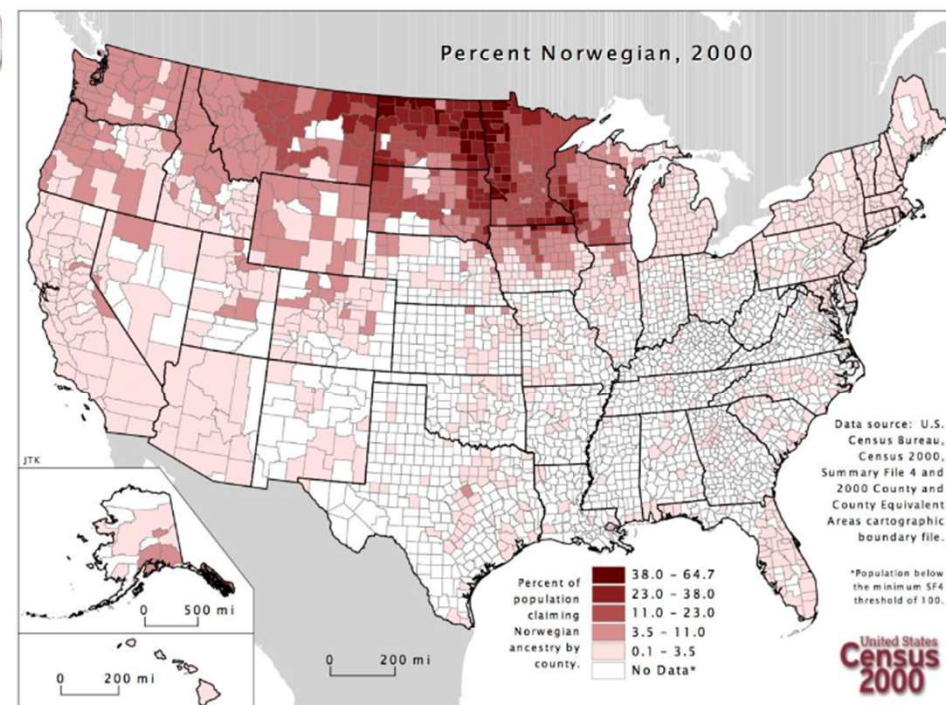 Percent Norwegian, 2000
JTK
Data source: U.S.
Census Bureau,
Census 2000,
Summary File 4 and
2000 County and
County Equivalent
Areas cartographic
boundary file.
*Population below
the minimum SF4
threshold of 100.
0 500 mi
0 200 mi
0 200 mi
Percent of
population
claiming
Norwegian
ancestry by
county.
38.0 – 64.7
23.0 – 38.0
11.0 – 23.0
3.5 – 11.0
0.1 – 3.5
No Data*
United States
Census
2000